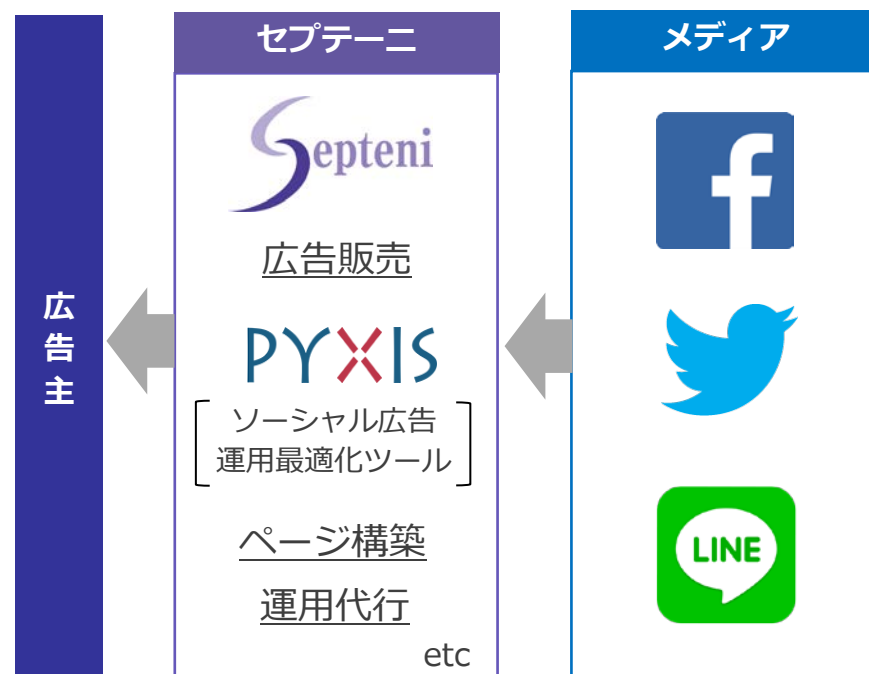 広告主
セプテーニ
Septeni
広告販売
PYXIS
ソーシャル広告
運用最適化ツール
ページ構築
運用代行
etc
メディア
f
LINE